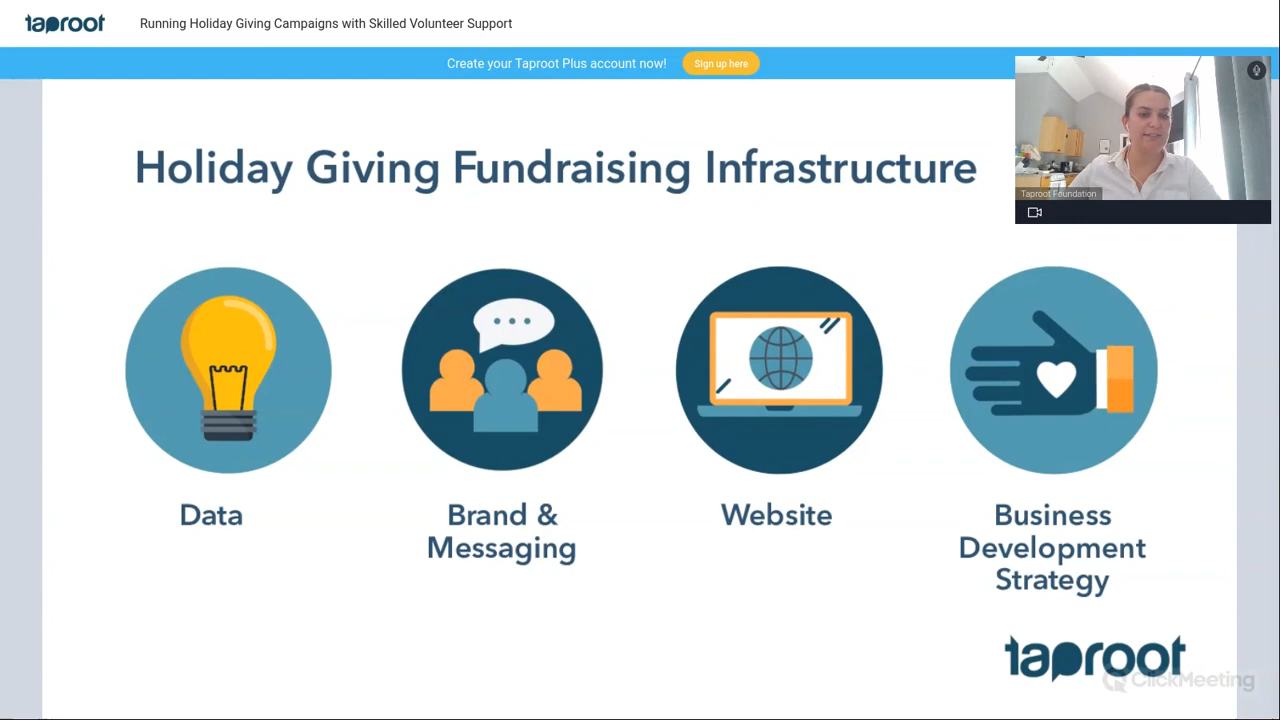 taproot
Running Holiday Giving Campaigns with Skilled Volunteer Support
Create your Taproot Plus account now!
Sign up here
Taproot Foundation
Holiday Giving Fundraising Infrastructure
Data
Brand &
Messaging
Website
Business
Development
Strategy
taproot
ClickMeeting